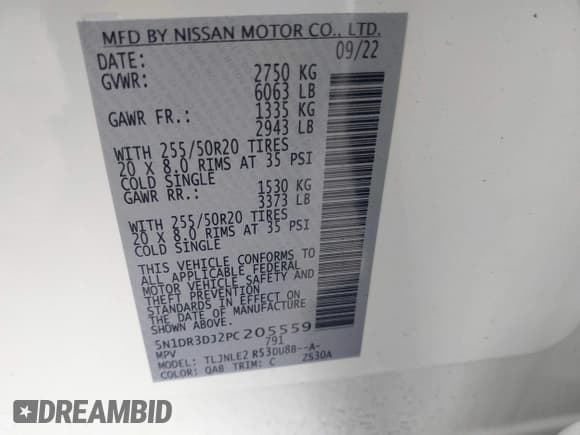 MFD BY NISSAN MOTOR CO., LTD.
DATE: 09/22
GVWR: 2750 KG
6063 LB
GAWR FR.: 1335 KG
2943 LB
WITH 255/50R20 TIRES
20 X 8.0 RIMS AT 35 PSI
COLD SINGLE
GAWR RR.: 1530 KG
3373 LB
WITH 255/50R20 TIRES
20 X 8.0 RIMS AT 35 PSI
COLD SINGLE
THIS VEHICLE CONFORMS TO
ALL APPLICABLE FEDERAL
MOTOR VEHICLE SAFETY AND
THEFT PREVENTION
STANDARDS IN EFFECT ON
THE DATE OF MANUFACTURE
SHOWN ABOVE.
5N1DR3DJ2PC205559
MPV 791
MODEL: TLJNLE2 R53DU88--A-
COLOR: QAB TRIM: C ZS30A
DREAMBID